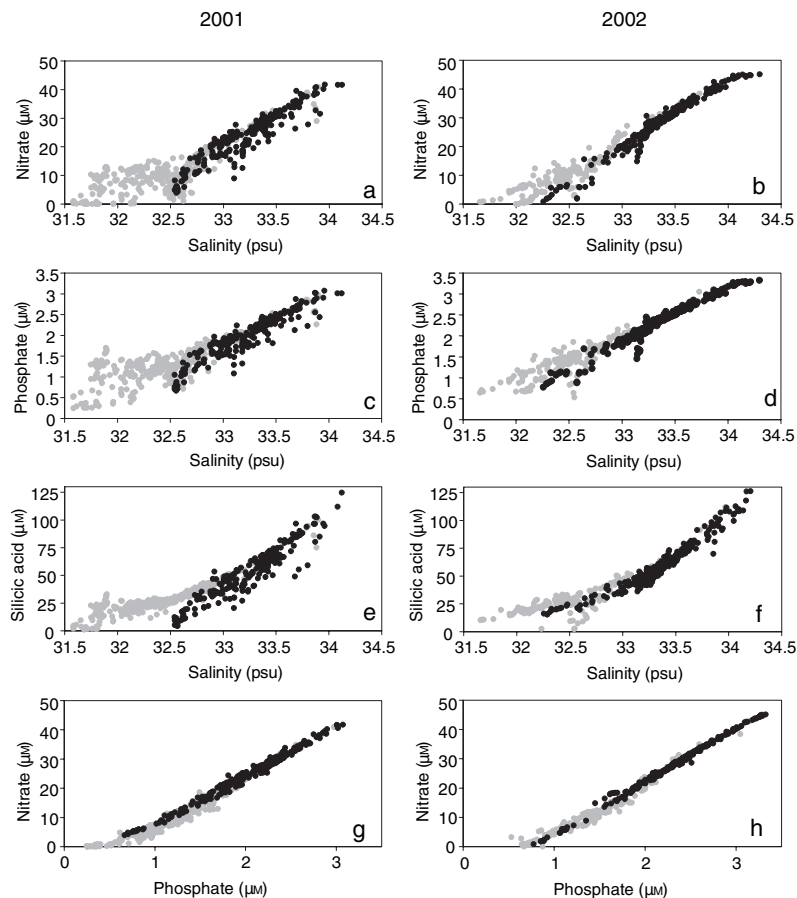 2001
2002
50
40
30
20
10
0
Nitrate (µM)
a
31.5 32 32.5 33 33.5 34 34.5
Salinity (psu)
50
40
30
20
10
0
Nitrate (µM)
b
31.5 32 32.5 33 33.5 34 34.5
Salinity (psu)
3.5
3
2.5
2
1.5
1
0.5
0
Phosphate (µM)
c
31.5 32 32.5 33 33.5 34 34.5
Salinity (psu)
3.5
3
2.5
2
1.5
1
0.5
0
Phosphate (µM)
d
31.5 32 32.5 33 33.5 34 34.5
Salinity (psu)
125
100
75
50
25
0
Silicic acid (µM)
e
31.5 32 32.5 33 33.5 34 34.5
Salinity (psu)
125
100
75
50
25
0
Silicic acid (µM)
f
31.5 32 32.5 33 33.5 34 34.5
Salinity (psu)
50
40
30
20
10
0
Nitrate (µM)
g
0 1 2 3
Phosphate (µM)
50
40
30
20
10
0
Nitrate (µM)
h
0 1 2 3
Phosphate (µM)